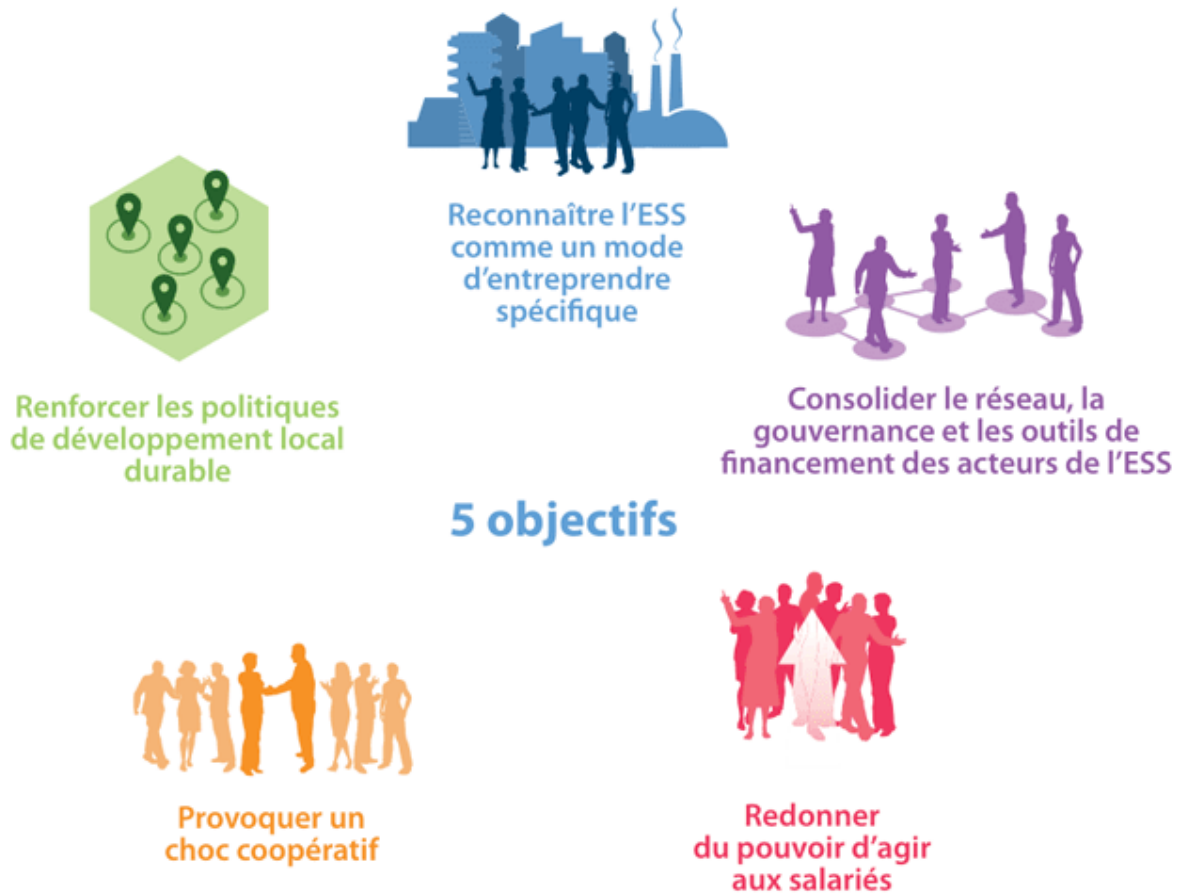 Reconnaître l'ESS
comme un mode
d'entreprendre
spécifique
Consolider le réseau, la
gouvernance et les outils de
financement des acteurs de l'ESS
Renforcer les politiques
de développement local
durable
5 objectifs
Provoquer un
choc coopératif
Redonner
du pouvoir d'agir
aux salariés